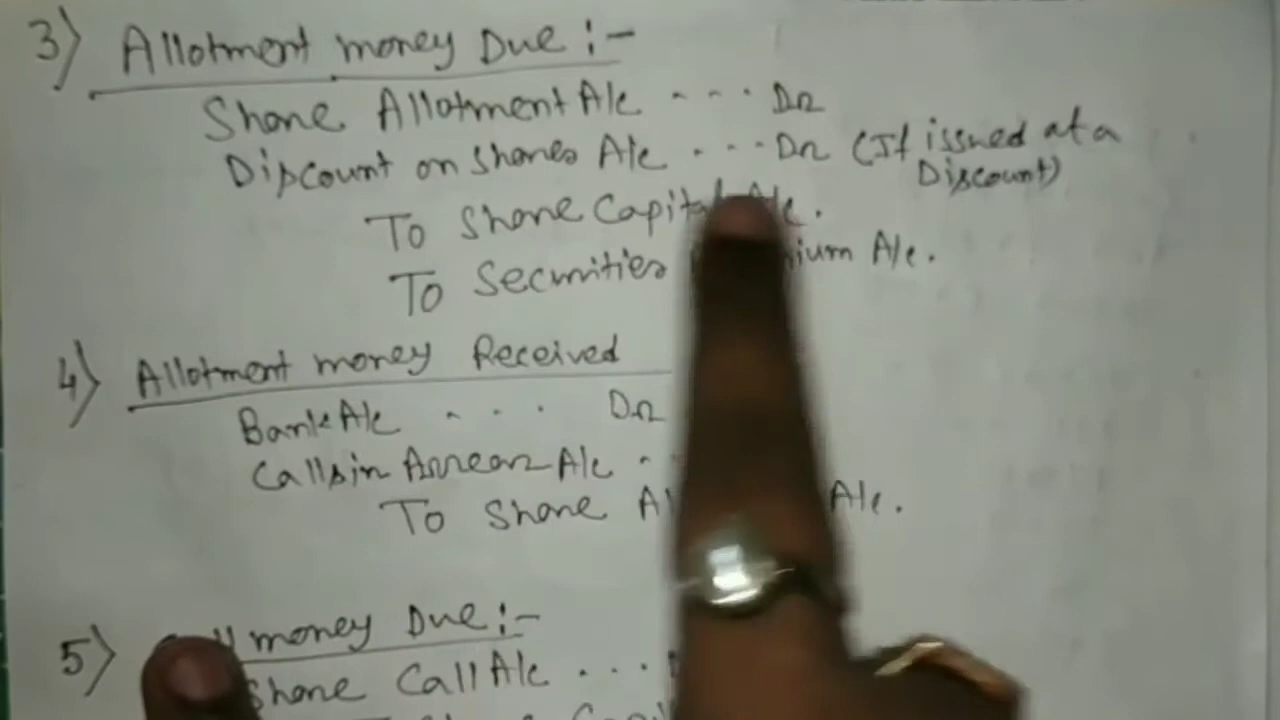 3) Allotment money Due :-
Share Allotment A/c - - - Dr
Discount on shares A/c - - - Dr (If issued at a
Discount)
To Share Capital A/c.
To Securities A/c.
4) Allotment money Received
Bank A/c - - - Dr
Calls in Arrear A/c -
To Share A/c.
5) money Due :-
Share Call A/c - - -